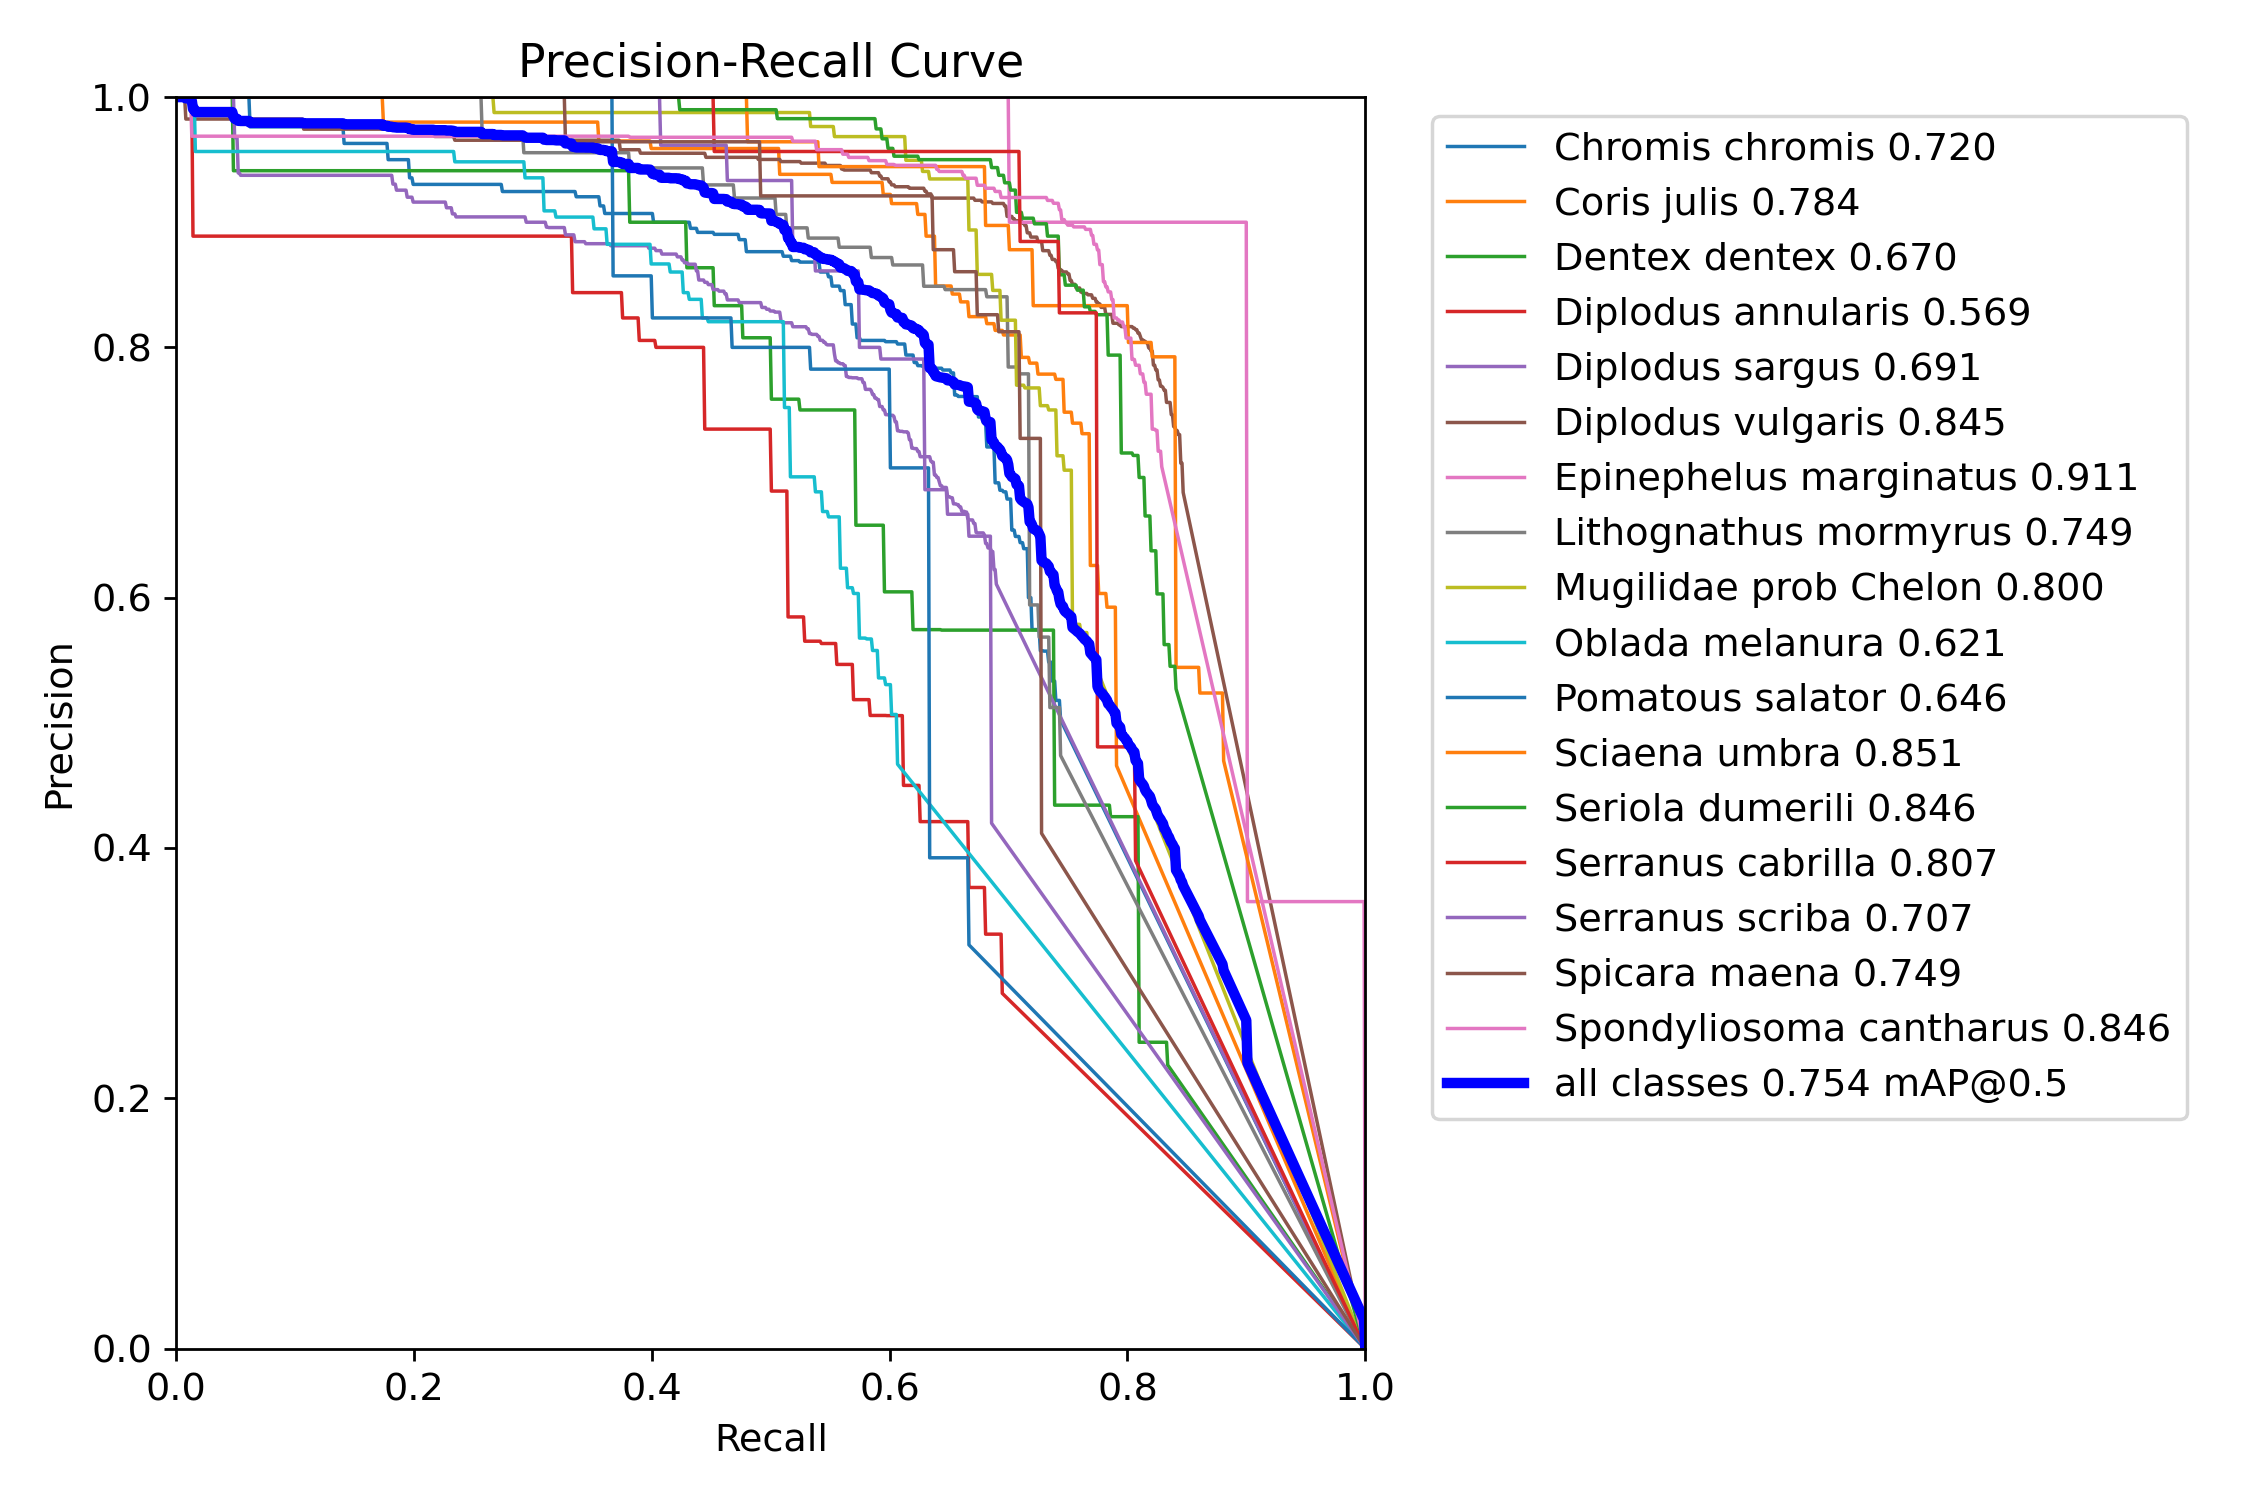 Precision-Recall Curve
1.0
0.8
0.6
0.4
0.2
0.0
Precision
0.0 0.2 0.4 0.6 0.8 1.0
Recall
Chromis chromis 0.720
Coris julis 0.784
Dentex dentex 0.670
Diplodus annularis 0.569
Diplodus sargus 0.691
Diplodus vulgaris 0.845
Epinephelus marginatus 0.911
Lithognathus mormyrus 0.749
Mugilidae prob Chelon 0.800
Oblada melanura 0.621
Pomatous salator 0.646
Sciaena umbra 0.851
Seriola dumerili 0.846
Serranus cabrilla 0.807
Serranus scriba 0.707
Spicara maena 0.749
Spondyliosoma cantharus 0.846
all classes 0.754 mAP@0.5